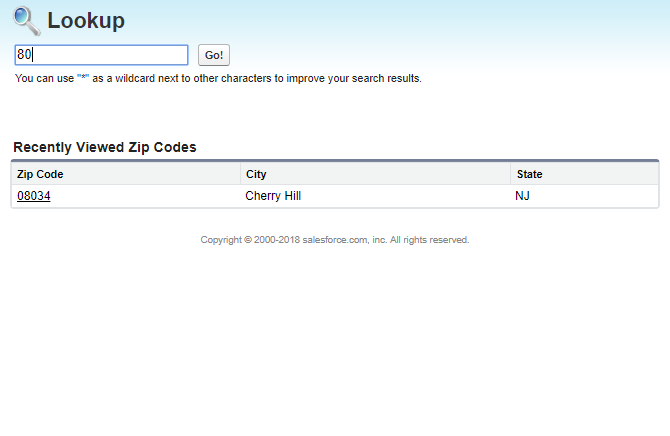 Lookup
80
Go!
You can use "*" as a wildcard next to other characters to improve your search results.
Recently Viewed Zip Codes
Zip Code City State
08034 Cherry Hill NJ
Copyright © 2000-2018 salesforce.com, inc. All rights reserved.